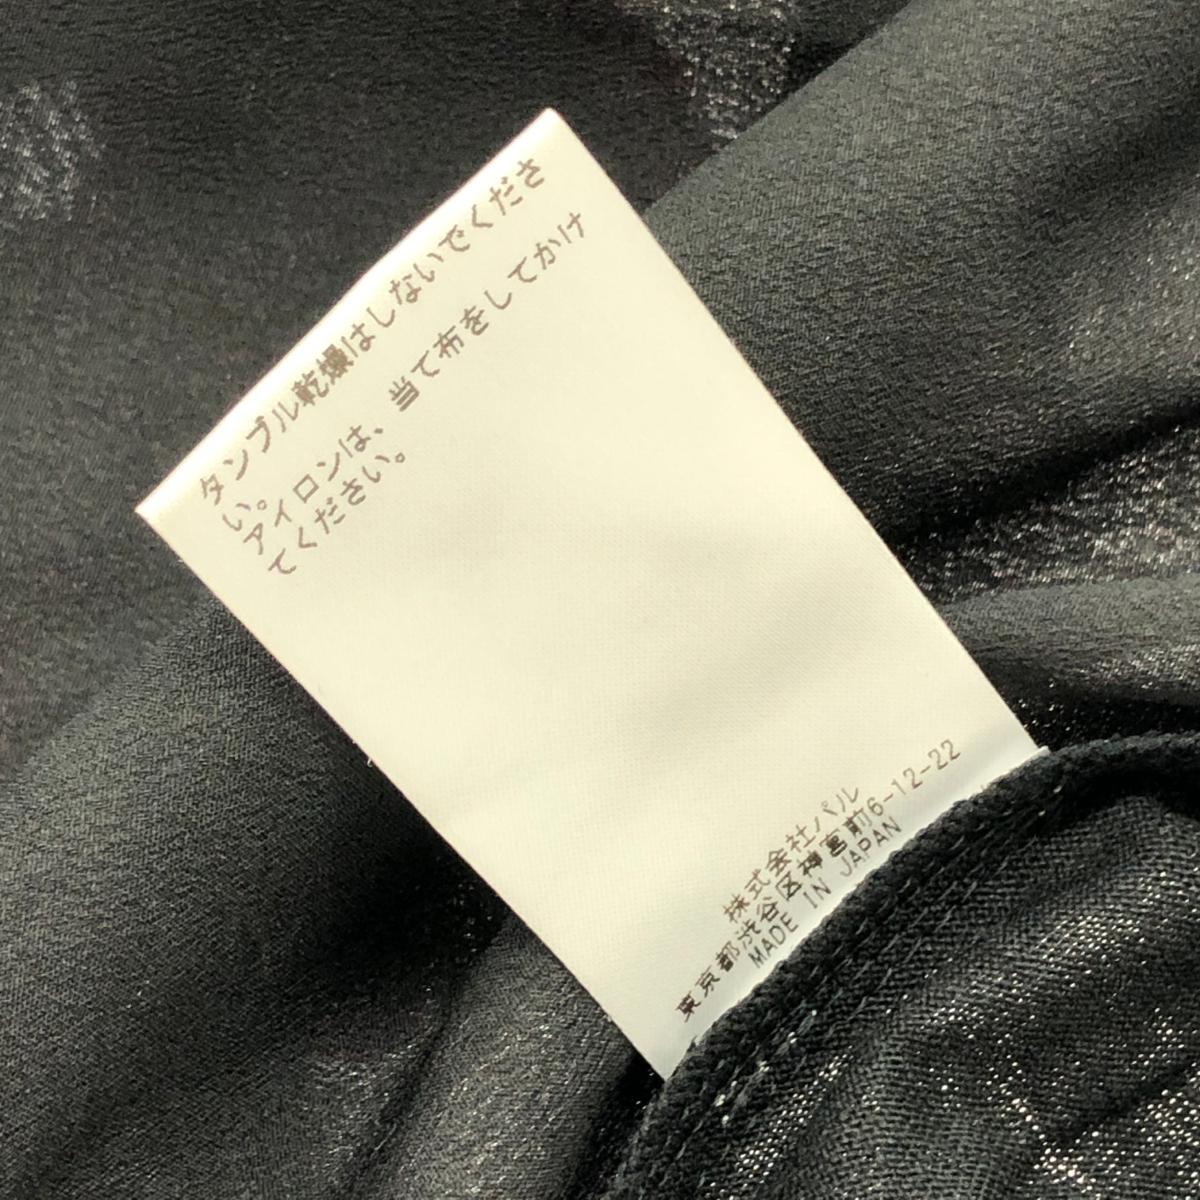 タンブル乾燥はしないでくださ
い。
アイロンは、当て布をしてかけ
てください。
株式会社パル
東京都渋谷区神宮前6-12-22
MADE IN JAPAN